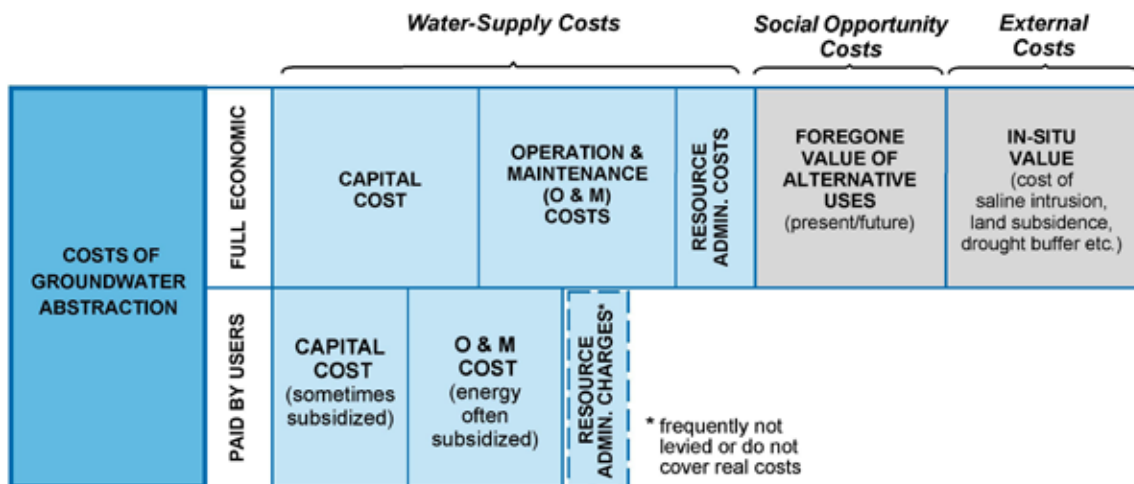 Water-Supply Costs
Social Opportunity
Costs
External
Costs
COSTS OF
GROUNDWATER
ABSTRACTION
FULL ECONOMIC
CAPITAL
COST
OPERATION &
MAINTENANCE
(O & M)
COSTS
RESOURCE
ADMIN. COSTS
FOREGONE
VALUE OF
ALTERNATIVE
USES
(present/future)
IN-SITU
VALUE
(cost of
saline intrusion,
land subsidence,
drought buffer etc.)
PAID BY USERS
CAPITAL
COST
(sometimes
subsidized)
O & M
COST
(energy
often
subsidized)
RESOURCE
ADMIN. CHARGES*
* frequently not
levied or do not
cover real costs